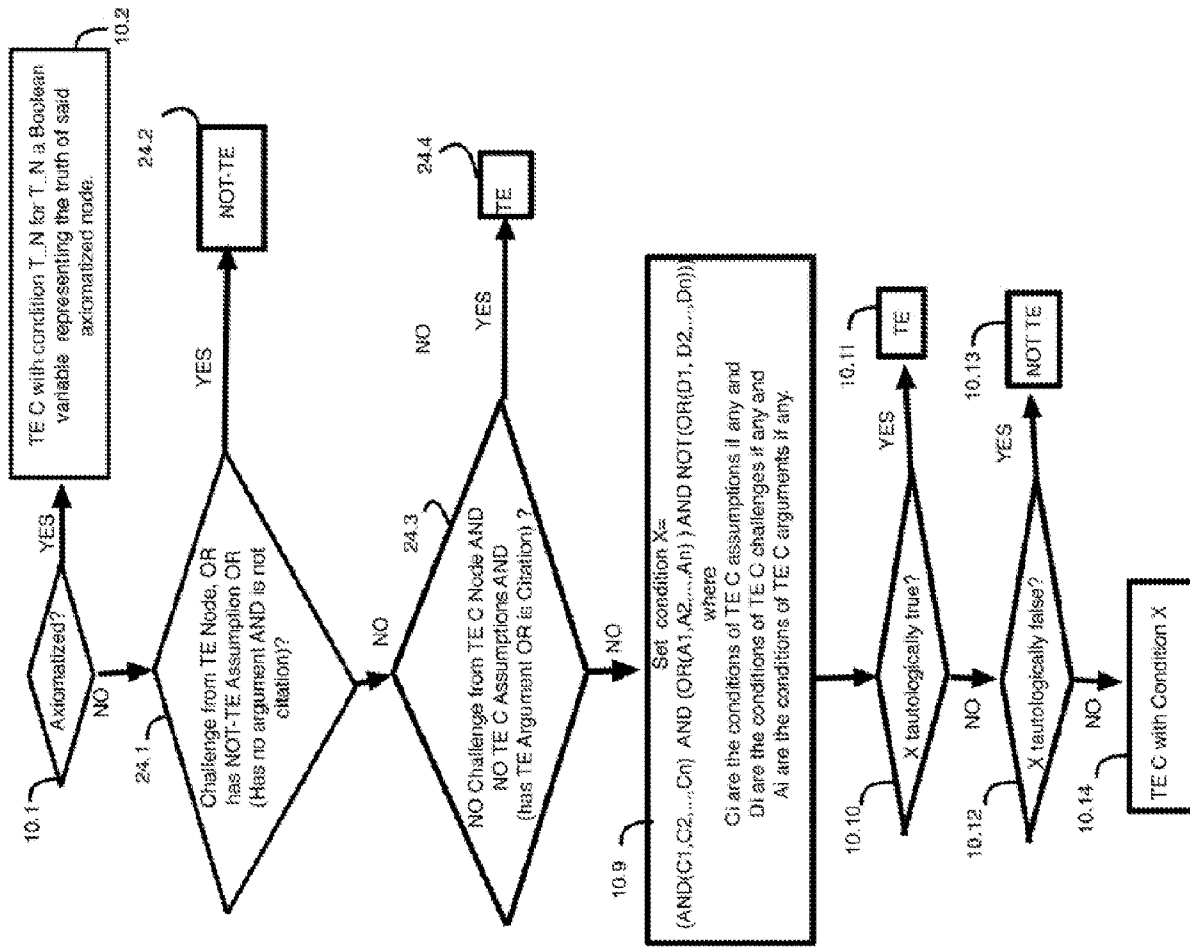 10.1
Axiomatized?
YES
NO
10.2
TE C with condition T_N for T_N a Boolean
variable representing the truth of said
axiomatized node.
24.1
Challenge from TE Node, OR
has NOT-TE Assumption OR
(Has no argument AND is not
citation)?
YES
24.2
NOT-TE
NO
24.3
NO Challenge from TE C Node AND
NO TE C Assumptions AND
(has TE Argument OR is Citation) ?
NO
YES
24.4
TE
NO
10.9
Set condition X=
(AND(C1,C2,...,Cn) AND (OR(A1,A2,...,An) ) AND NOT(OR(D1, D2,...,Dn)))
where
Ci are the conditions of TE C assumptions if any and
Di are the conditions of TE C challenges if any and
Ai are the conditions of TE C arguments if any.
10.10
X tautologically true?
YES
10.11
TE
NO
10.12
X tautologically false?
YES
10.13
NOT TE
NO
10.14
TE C with Condition X